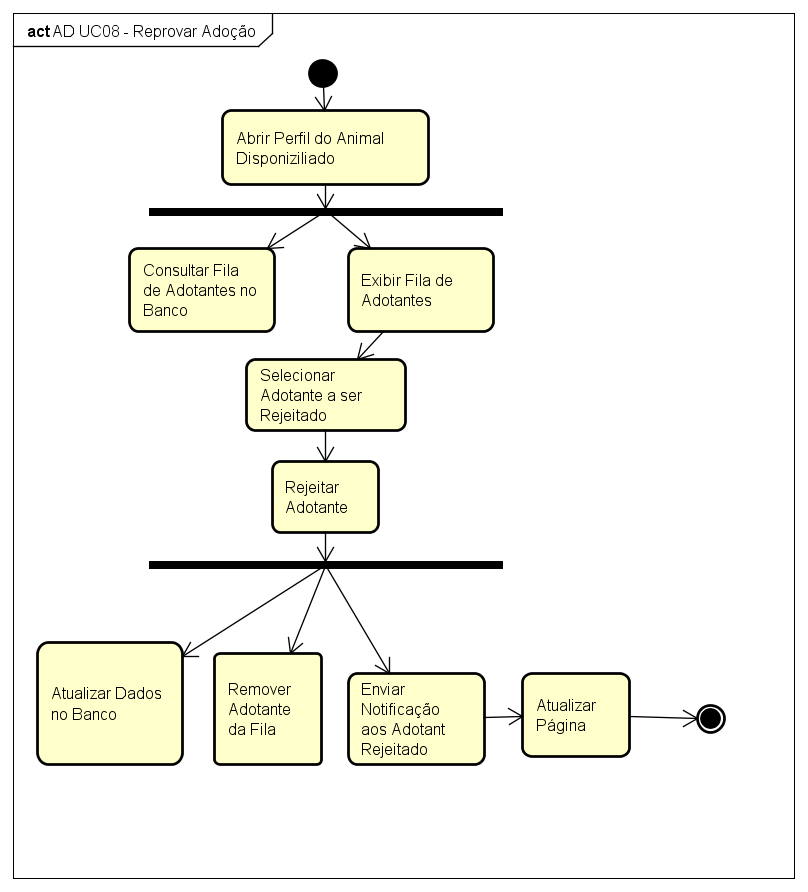 act AD UC08 - Reprovar Adoção
Abrir Perfil do Animal
Disponiziliado
Consultar Fila
de Adotantes no
Banco
Exibir Fila de
Adotantes
Selecionar
Adotante a ser
Rejeitado
Rejeitar
Adotante
Atualizar Dados
no Banco
Remover
Adotante
da Fila
Enviar
Notificação
aos Adotant
Rejeitado
Atualizar
Página